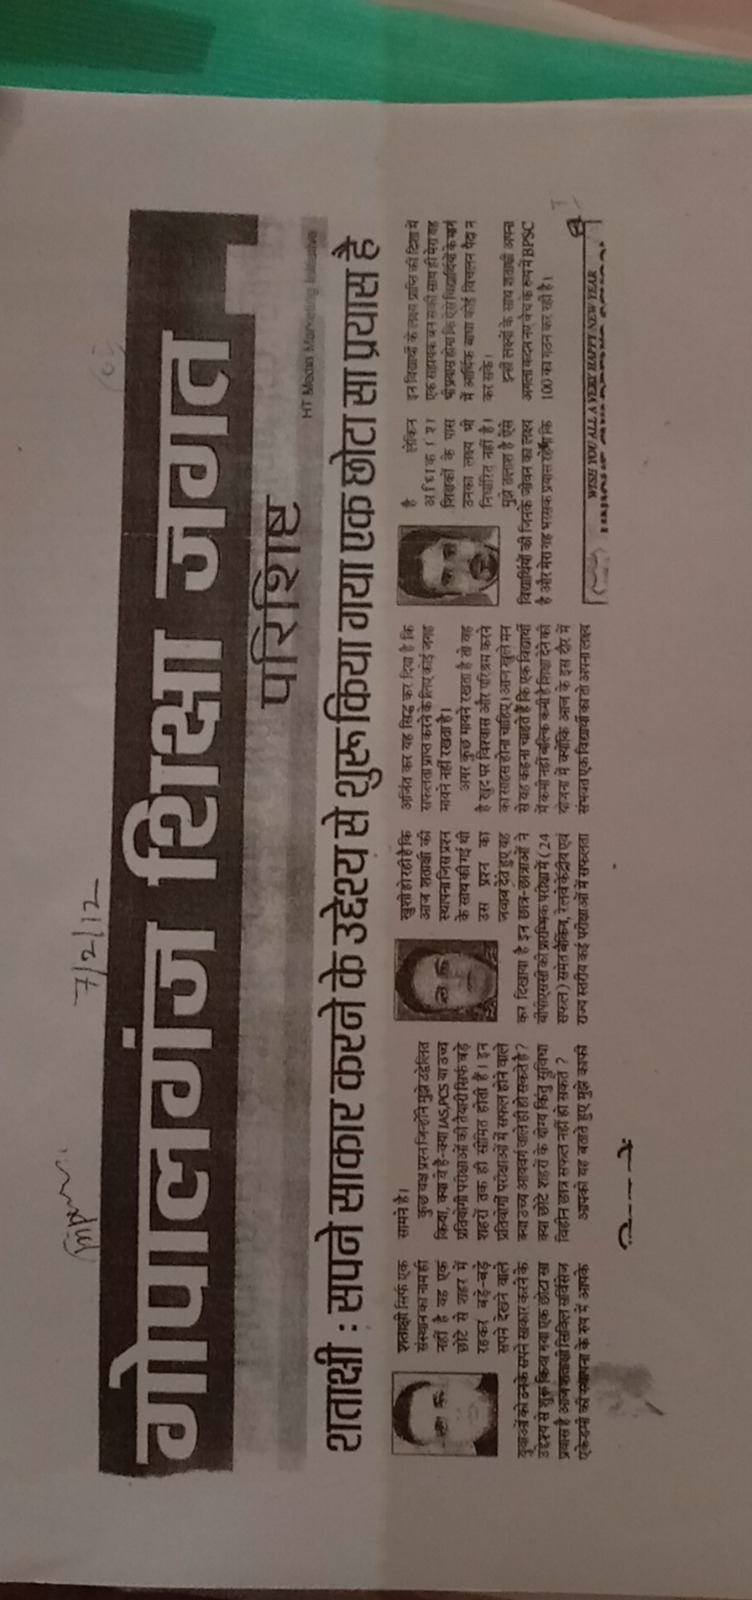 7/2/12
गोपालगंज शिक्षा जगत
परिशिष्ट
HT Media Marketing Initiative
शताक्षी : सपने साकार करने के उद्देश्य से शुरू किया गया एक छोटा सा प्रयास है
शताक्षी सिर्फ एक
संस्थान का नाम ही
नहीं है वह एक
छोटे से शहर में
रहकर बड़े-बड़े
सपने देखने वाले
युवाओं को उनके सपने साकार करने के
उद्देश्य से शुरू किया गया एक छोटा सा
प्रयास है आज शताक्षी सिविल सर्विसेज
एकेडमी की स्थापना के रूप में आपके
सामने है।
कुछ यक्ष प्रश्न जिन्होंने मुझे उद्वेलित
किया, क्या ये है-क्या IAS,PCS या उच्च
प्रतियोगी परीक्षाओं की तैयारी सिर्फ बड़े
शहरों तक ही सीमित होती हैं। इन
प्रतियोगी परीक्षाओं में सफल होने वाले
क्या उच्च आयवर्ग वाले ही हो सकते है?
क्या छोटे शहरों के योग्य किंतु सुविधा
विहीन छात्र सफल नहीं हो सकते ?
आपको यह बताते हुए मुझे काफी
खुशी हो रही है कि
आज शताक्षी की
स्थापना जिस प्रश्न
के साथ की गई थी
उस प्रश्न का
जवाब देते हुए यह
कर दिखाया है इन छात्र-छात्राओं ने
बीपीएससी की प्रारम्भिक परीक्षा में (24
सफल) समेत बैंकिंग, रेलवे केंद्रीय एवं
राज्य स्तरीय कई परीक्षाओं में सफलता
अर्जित कर यह सिद्ध कर दिया है कि
सफलता प्राप्त करने के लिए कोई जगह
मायने नहीं रखता है।
अगर कुछ मायने रखता है तो वह
है खुद पर विश्वास और परिश्रम करने
का साहस होना चाहिए। आज खुले मन
से यह कहना चाहते हैं कि एक विद्यार्थी
में कमी नहीं बल्कि कमी है शिक्षा देने की
योजना में क्योंकि आज के इस दौर में
संभवत एक विद्यार्थी का तो अपना लक्ष्य
है लेकिन
शिक्षकों के पास
उनका लक्ष्य भी
निर्धारित नहीं है।
मुझे तलाश है ऐसे
विद्यार्थियों की जिनके जीवन का लक्ष्य
है और मेरा यह भरसक प्रयास रहेगा कि
इन विद्यार्थी के लक्ष्य प्राप्ति की दिशा में
एक सहायक बन सकी साथ ही मेरा यह
भी प्रयास होगा कि ऐसे विद्यार्थियों के मार्ग
में आर्थिक बाधा कोई विचलन पैदा न
कर सके।
इन्हीं लक्ष्यों के साथ शताक्षी अपना
अगला कदम नए बैच के रूप में BPSC
100 का गठन कर रही है।
WISH YOU ALL A VERY HAPPY NEW YEAR